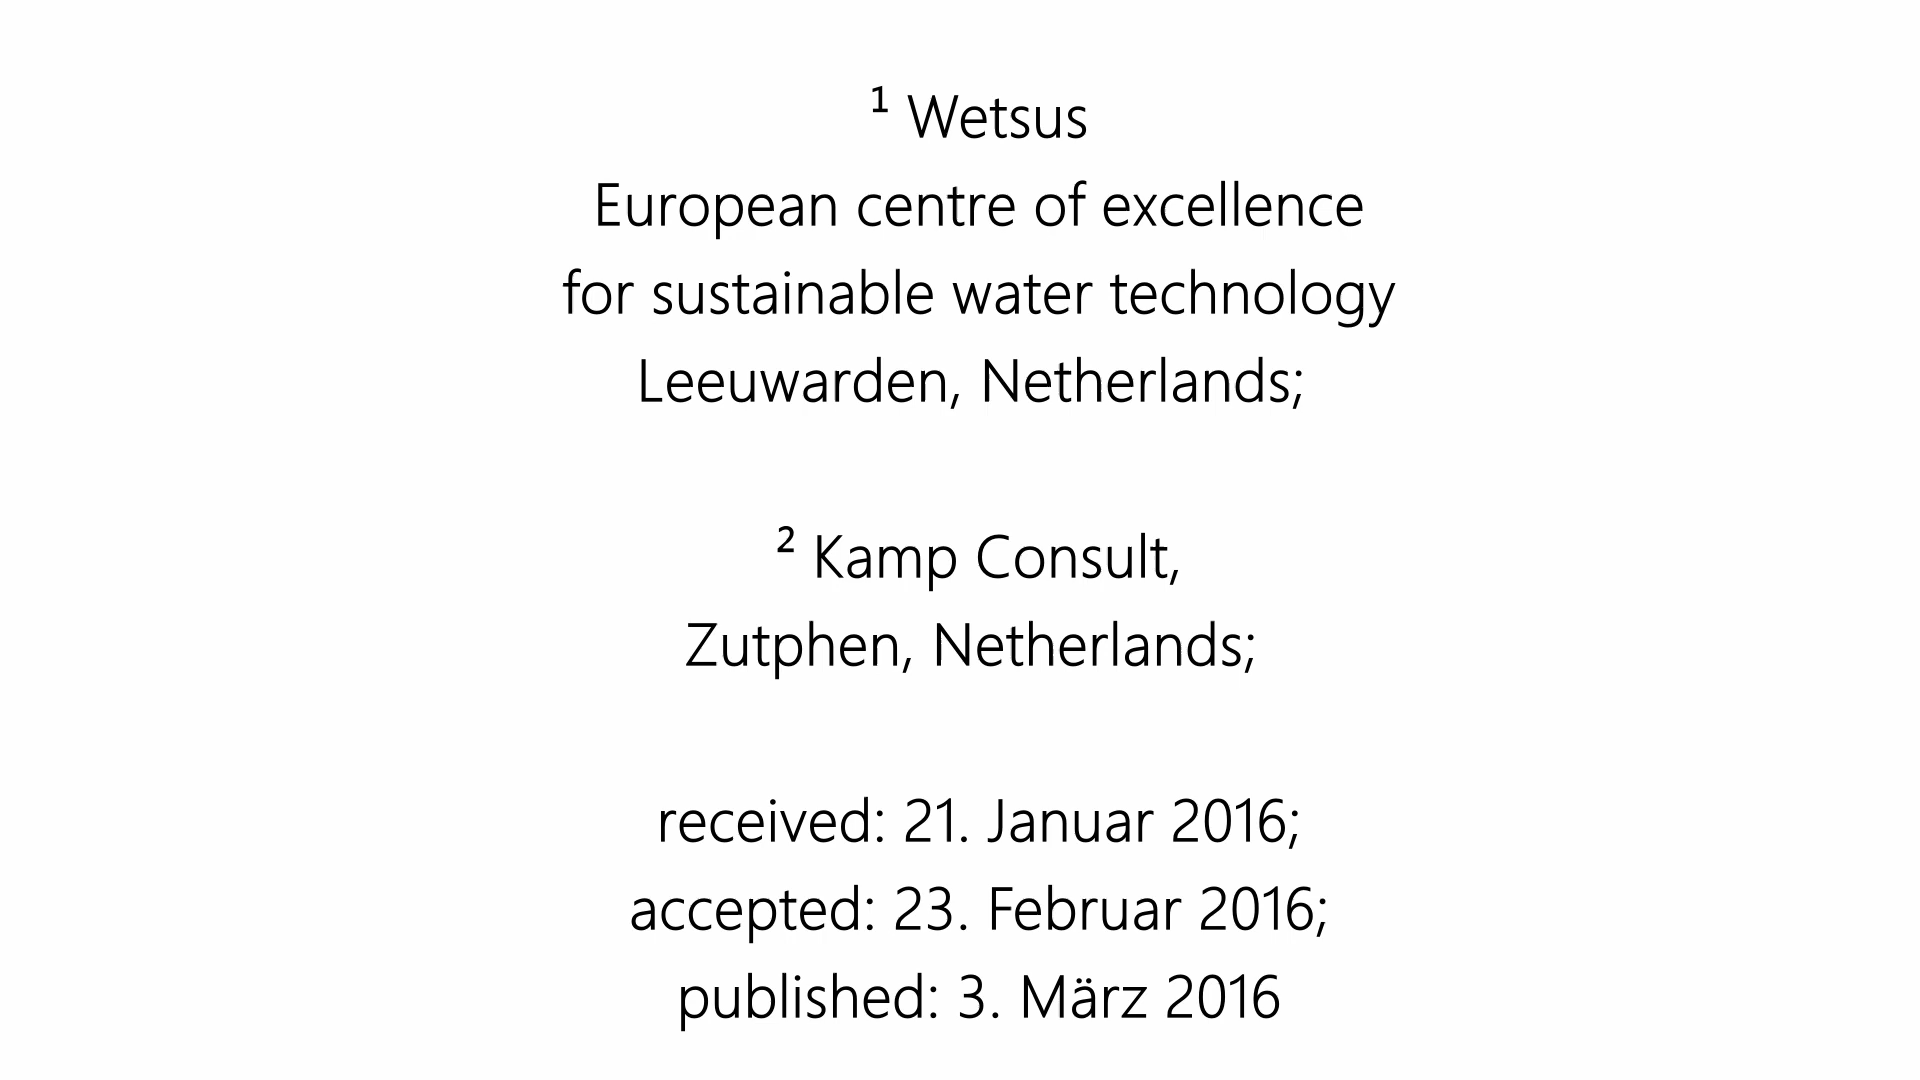 ¹ Wetsus
European centre of excellence
for sustainable water technology
Leeuwarden, Netherlands;
² Kamp Consult,
Zutphen, Netherlands;
received: 21. Januar 2016;
accepted: 23. Februar 2016;
published: 3. März 2016